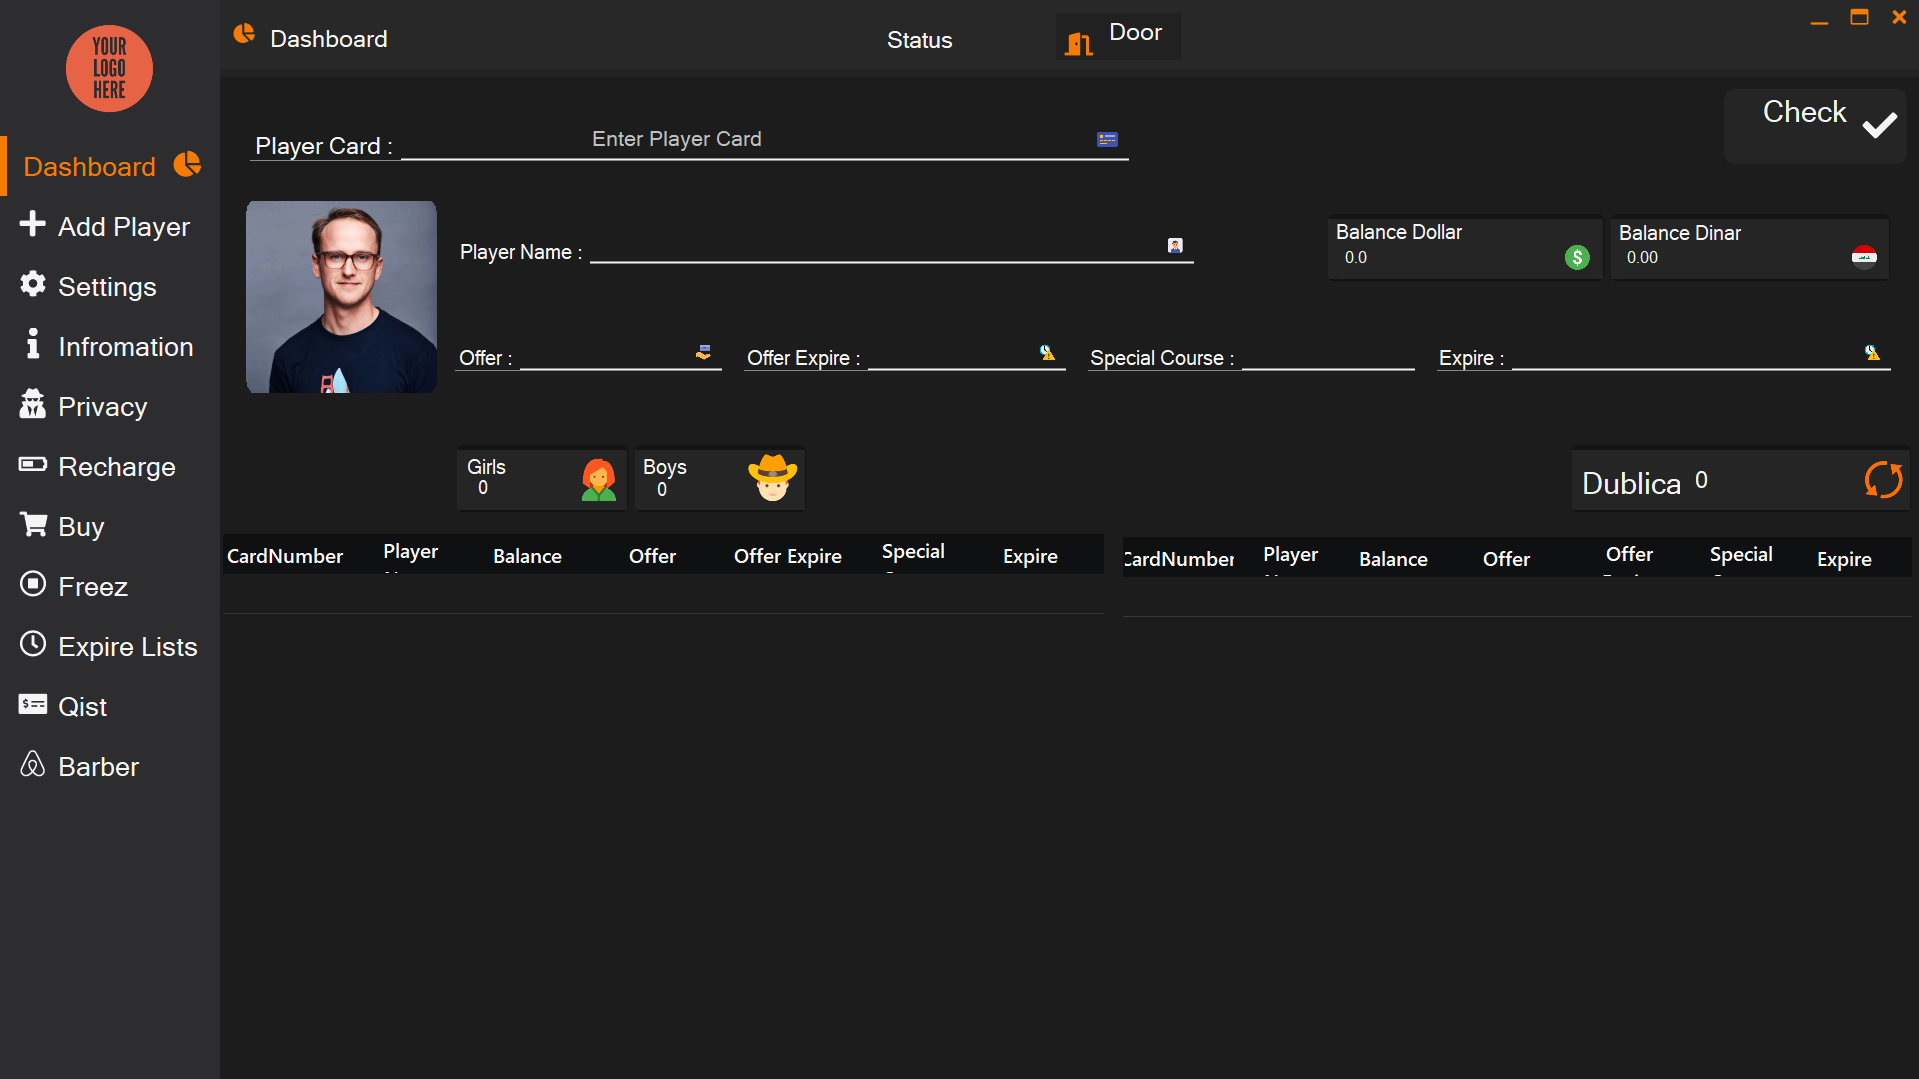 YOUR
LOGO
HERE
Dashboard
Add Player
Settings
Infromation
Privacy
Recharge
Buy
Freez
Expire Lists
Qist
Barber
Dashboard
Status
Door
Check
Player Card :
Enter Player Card
Player Name :
Balance Dollar
0.0
$
Balance Dinar
0.00
Offer :
Offer Expire :
Special Course :
Expire :
Girls
0
Boys
0
Dublica 0
CardNumber Player Balance Offer Offer Expire Special Expire
CardNumber Player Balance Offer Offer Special Expire